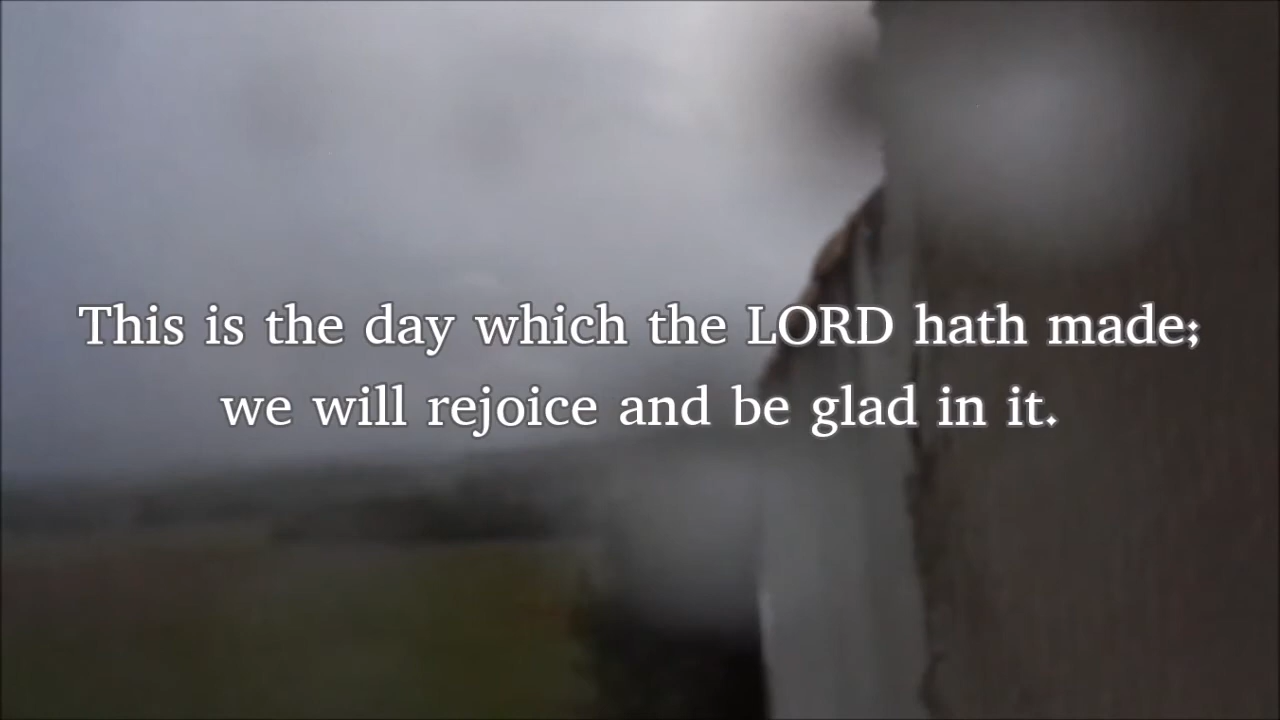 This is the day which the LORD hath made;
we will rejoice and be glad in it.